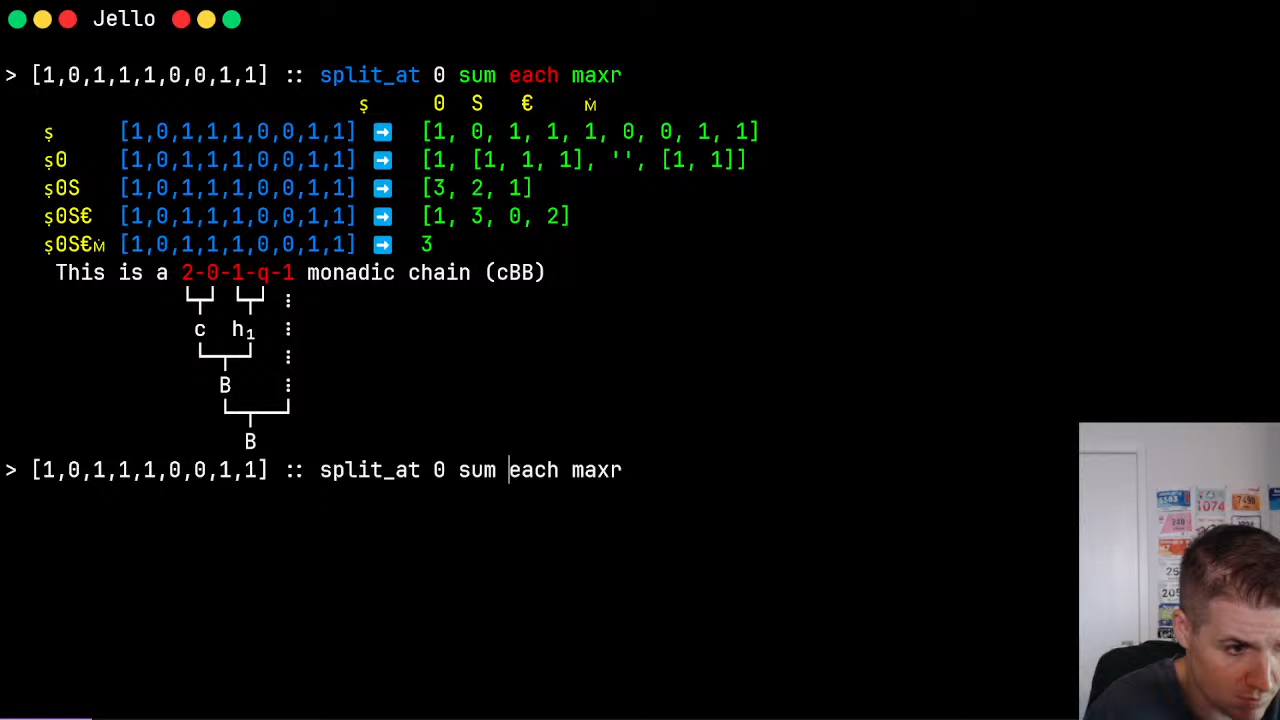 Jello
> [1,0,1,1,1,0,0,1,1] :: split_at 0 sum each maxr
ṣ 0 S € Ṁ
ṣ [1,0,1,1,1,0,0,1,1] ➡ [1, 0, 1, 1, 1, 0, 0, 1, 1]
ṣ0 [1,0,1,1,1,0,0,1,1] ➡ [1, [1, 1, 1], '', [1, 1]]
ṣ0S [1,0,1,1,1,0,0,1,1] ➡ [3, 2, 1]
ṣ0S€ [1,0,1,1,1,0,0,1,1] ➡ [1, 3, 0, 2]
ṣ0S€Ṁ [1,0,1,1,1,0,0,1,1] ➡ 3
This is a 2-0-1-q-1 monadic chain (cBB)
c h₁
B
B
> [1,0,1,1,1,0,0,1,1] :: split_at 0 sum each maxr
5583
1074
7490